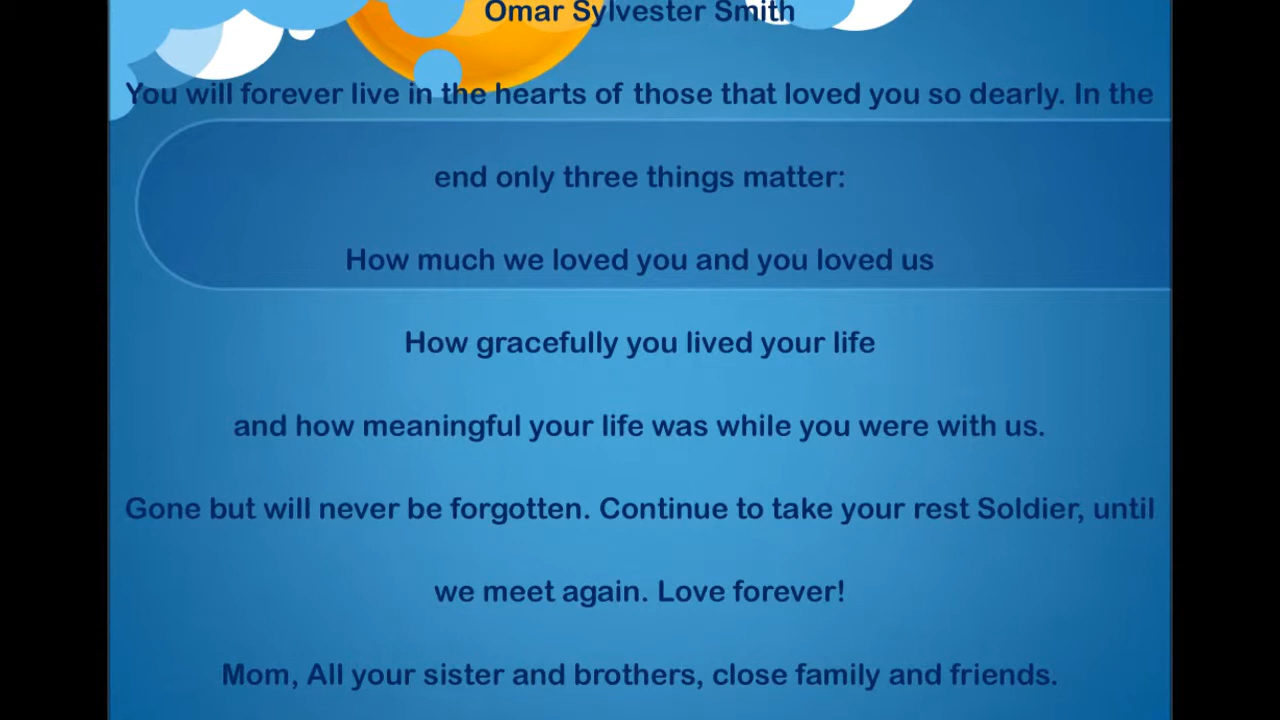 Omar Sylvester Smith
You will forever live in the hearts of those that loved you so dearly. In the
end only three things matter:
How much we loved you and you loved us
How gracefully you lived your life
and how meaningful your life was while you were with us.
Gone but will never be forgotten. Continue to take your rest Soldier, until
we meet again. Love forever!
Mom, All your sister and brothers, close family and friends.